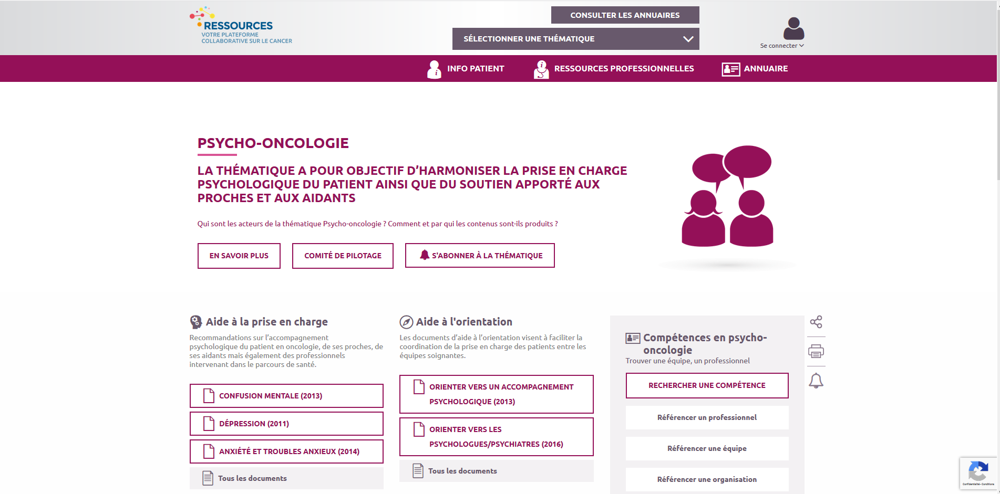 CONSULTER LES ANNUAIRES
RESSOURCES
VOTRE PLATEFORME
COLLABORATIVE SUR LE CANCER
SÉLECTIONNER UNE THÉMATIQUE
Se connecter
INFO PATIENT
RESSOURCES PROFESSIONNELLES
ANNUAIRE
PSYCHO-ONCOLOGIE
LA THÉMATIQUE A POUR OBJECTIF D’HARMONISER LA PRISE EN CHARGE
PSYCHOLOGIQUE DU PATIENT AINSI QUE DU SOUTIEN APPORTÉ AUX
PROCHES ET AUX AIDANTS
Qui sont les acteurs de la thématique Psycho-oncologie ? Comment et par qui les contenus sont-ils produits ?
EN SAVOIR PLUS
COMITÉ DE PILOTAGE
S'ABONNER À LA THÉMATIQUE
Aide à la prise en charge
Recommandations sur l’accompagnement
psychologique du patient en oncologie, de ses proches, de
ses aidants mais également des professionnels
intervenant dans le parcours de santé.
CONFUSION MENTALE (2013)
DÉPRESSION (2011)
ANXIÉTÉ ET TROUBLES ANXIEUX (2014)
Tous les documents
Aide à l'orientation
Les documents d’aide à l’orientation visent à faciliter la
coordination de la prise en charge des patients entre les
équipes soignantes.
ORIENTER VERS UN ACCOMPAGNEMENT
PSYCHOLOGIQUE (2013)
ORIENTER VERS LES
PSYCHOLOGUES/PSYCHIATRES (2016)
Tous les documents
Compétences en psycho-
oncologie
Trouver une équipe, un professionnel
RECHERCHER UNE COMPÉTENCE
Référencer un professionnel
Référencer une équipe
Référencer une organisation
Confidentialité - Conditions